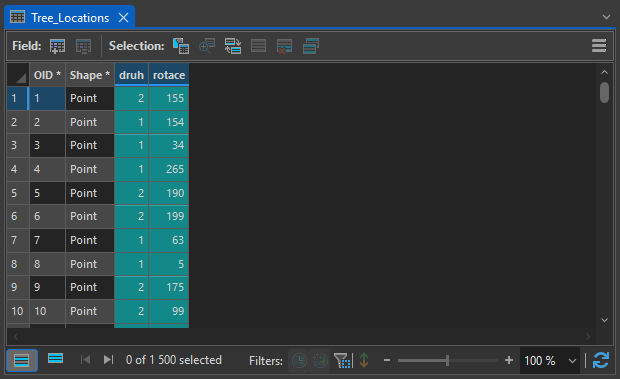 Tree_Locations
Field: Selection:
OID * Shape * druh rotace
1 1 Point 2 155
2 2 Point 1 154
3 3 Point 1 34
4 4 Point 1 265
5 5 Point 2 190
6 6 Point 2 199
7 7 Point 1 63
8 8 Point 1 5
9 9 Point 2 175
10 10 Point 2 99
0 of 1 500 selected Filters: 100 %